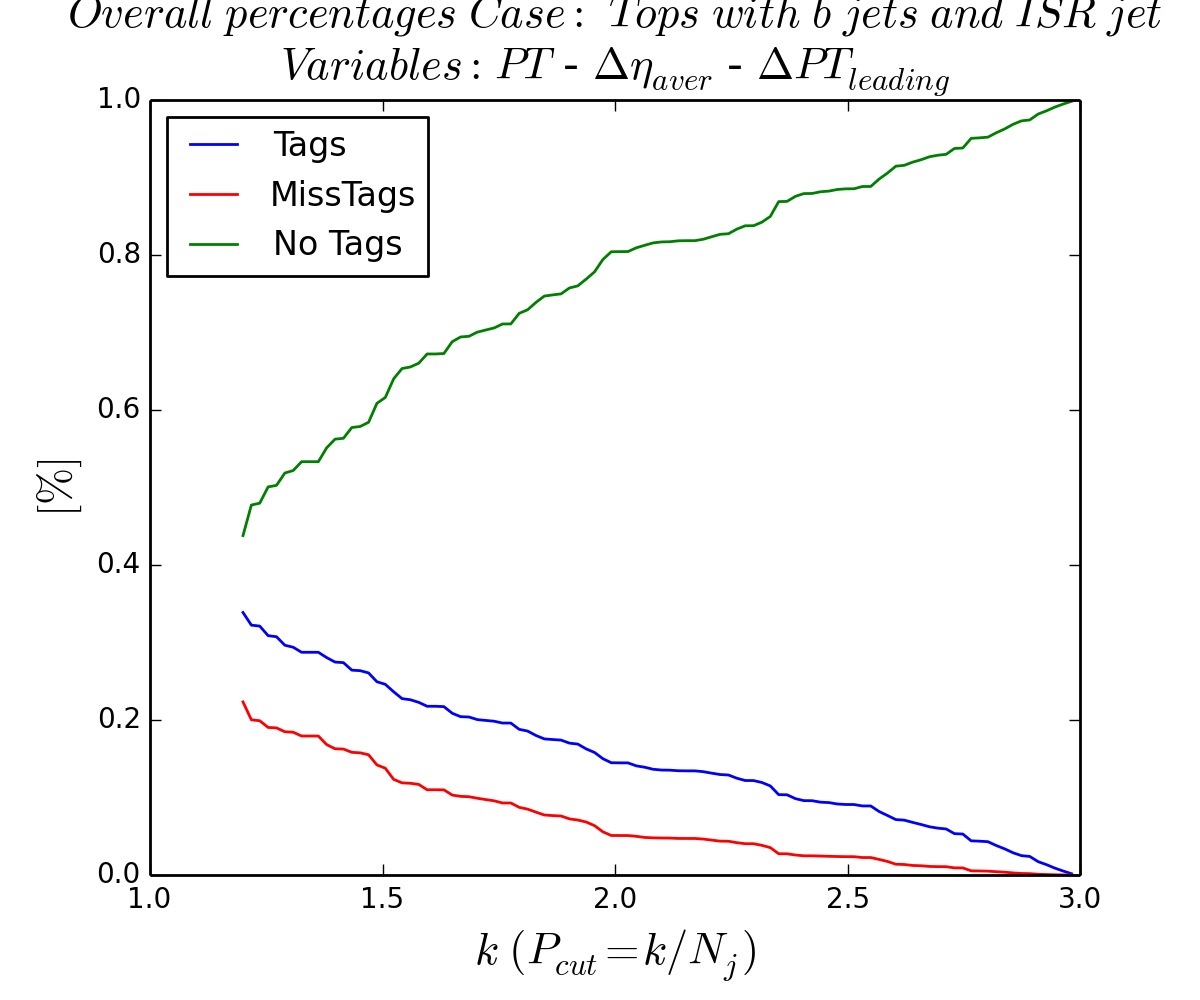 Overall percentages Case: Tops with b jets and ISR jet
Variables: PT - Δη_aver - ΔPT_leading
1.0
Tags
MissTags
No Tags
0.8
0.6
[%]
0.4
0.2
0.0
1.0 1.5 2.0 2.5 3.0
k (P_cut = k/N_j)